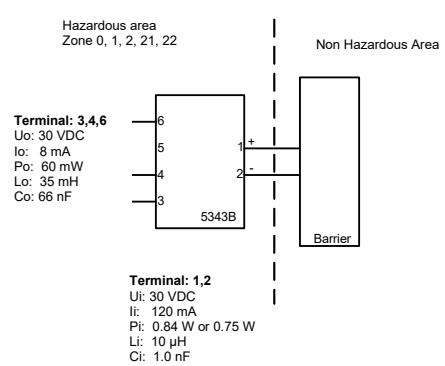 Hazardous area
Zone 0, 1, 2, 21, 22
Non Hazardous Area
Terminal: 3,4,6
Uo: 30 VDC
Io: 8 mA
Po: 60 mW
Lo: 35 mH
Co: 66 nF
6
5
4
3
1
2
+
-
5343B
Barrier
Terminal: 1,2
Ui: 30 VDC
Ii: 120 mA
Pi: 0.84 W or 0.75 W
Li: 10 µH
Ci: 1.0 nF